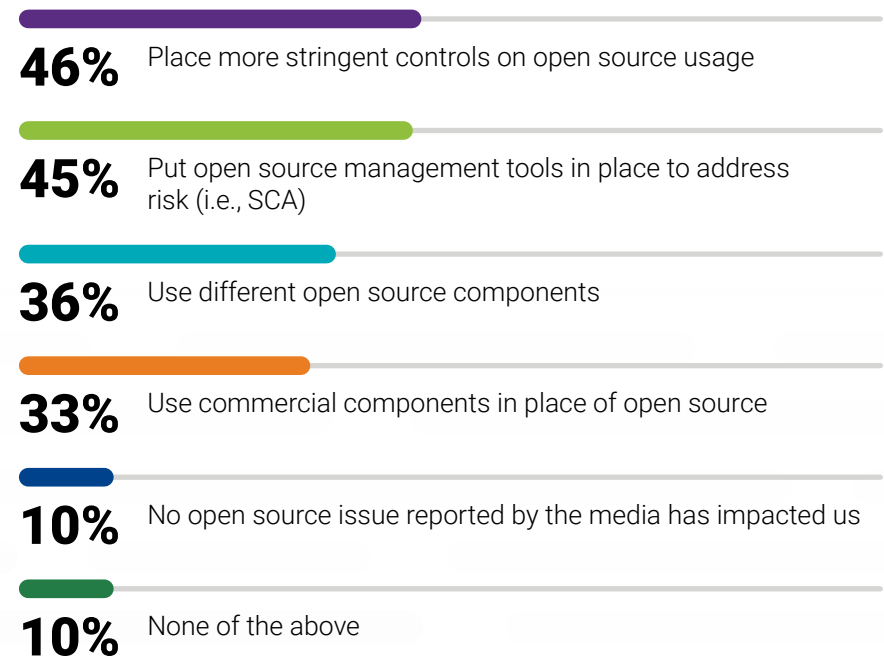 46% Place more stringent controls on open source usage
45% Put open source management tools in place to address
risk (i.e., SCA)
36% Use different open source components
33% Use commercial components in place of open source
10% No open source issue reported by the media has impacted us
10% None of the above